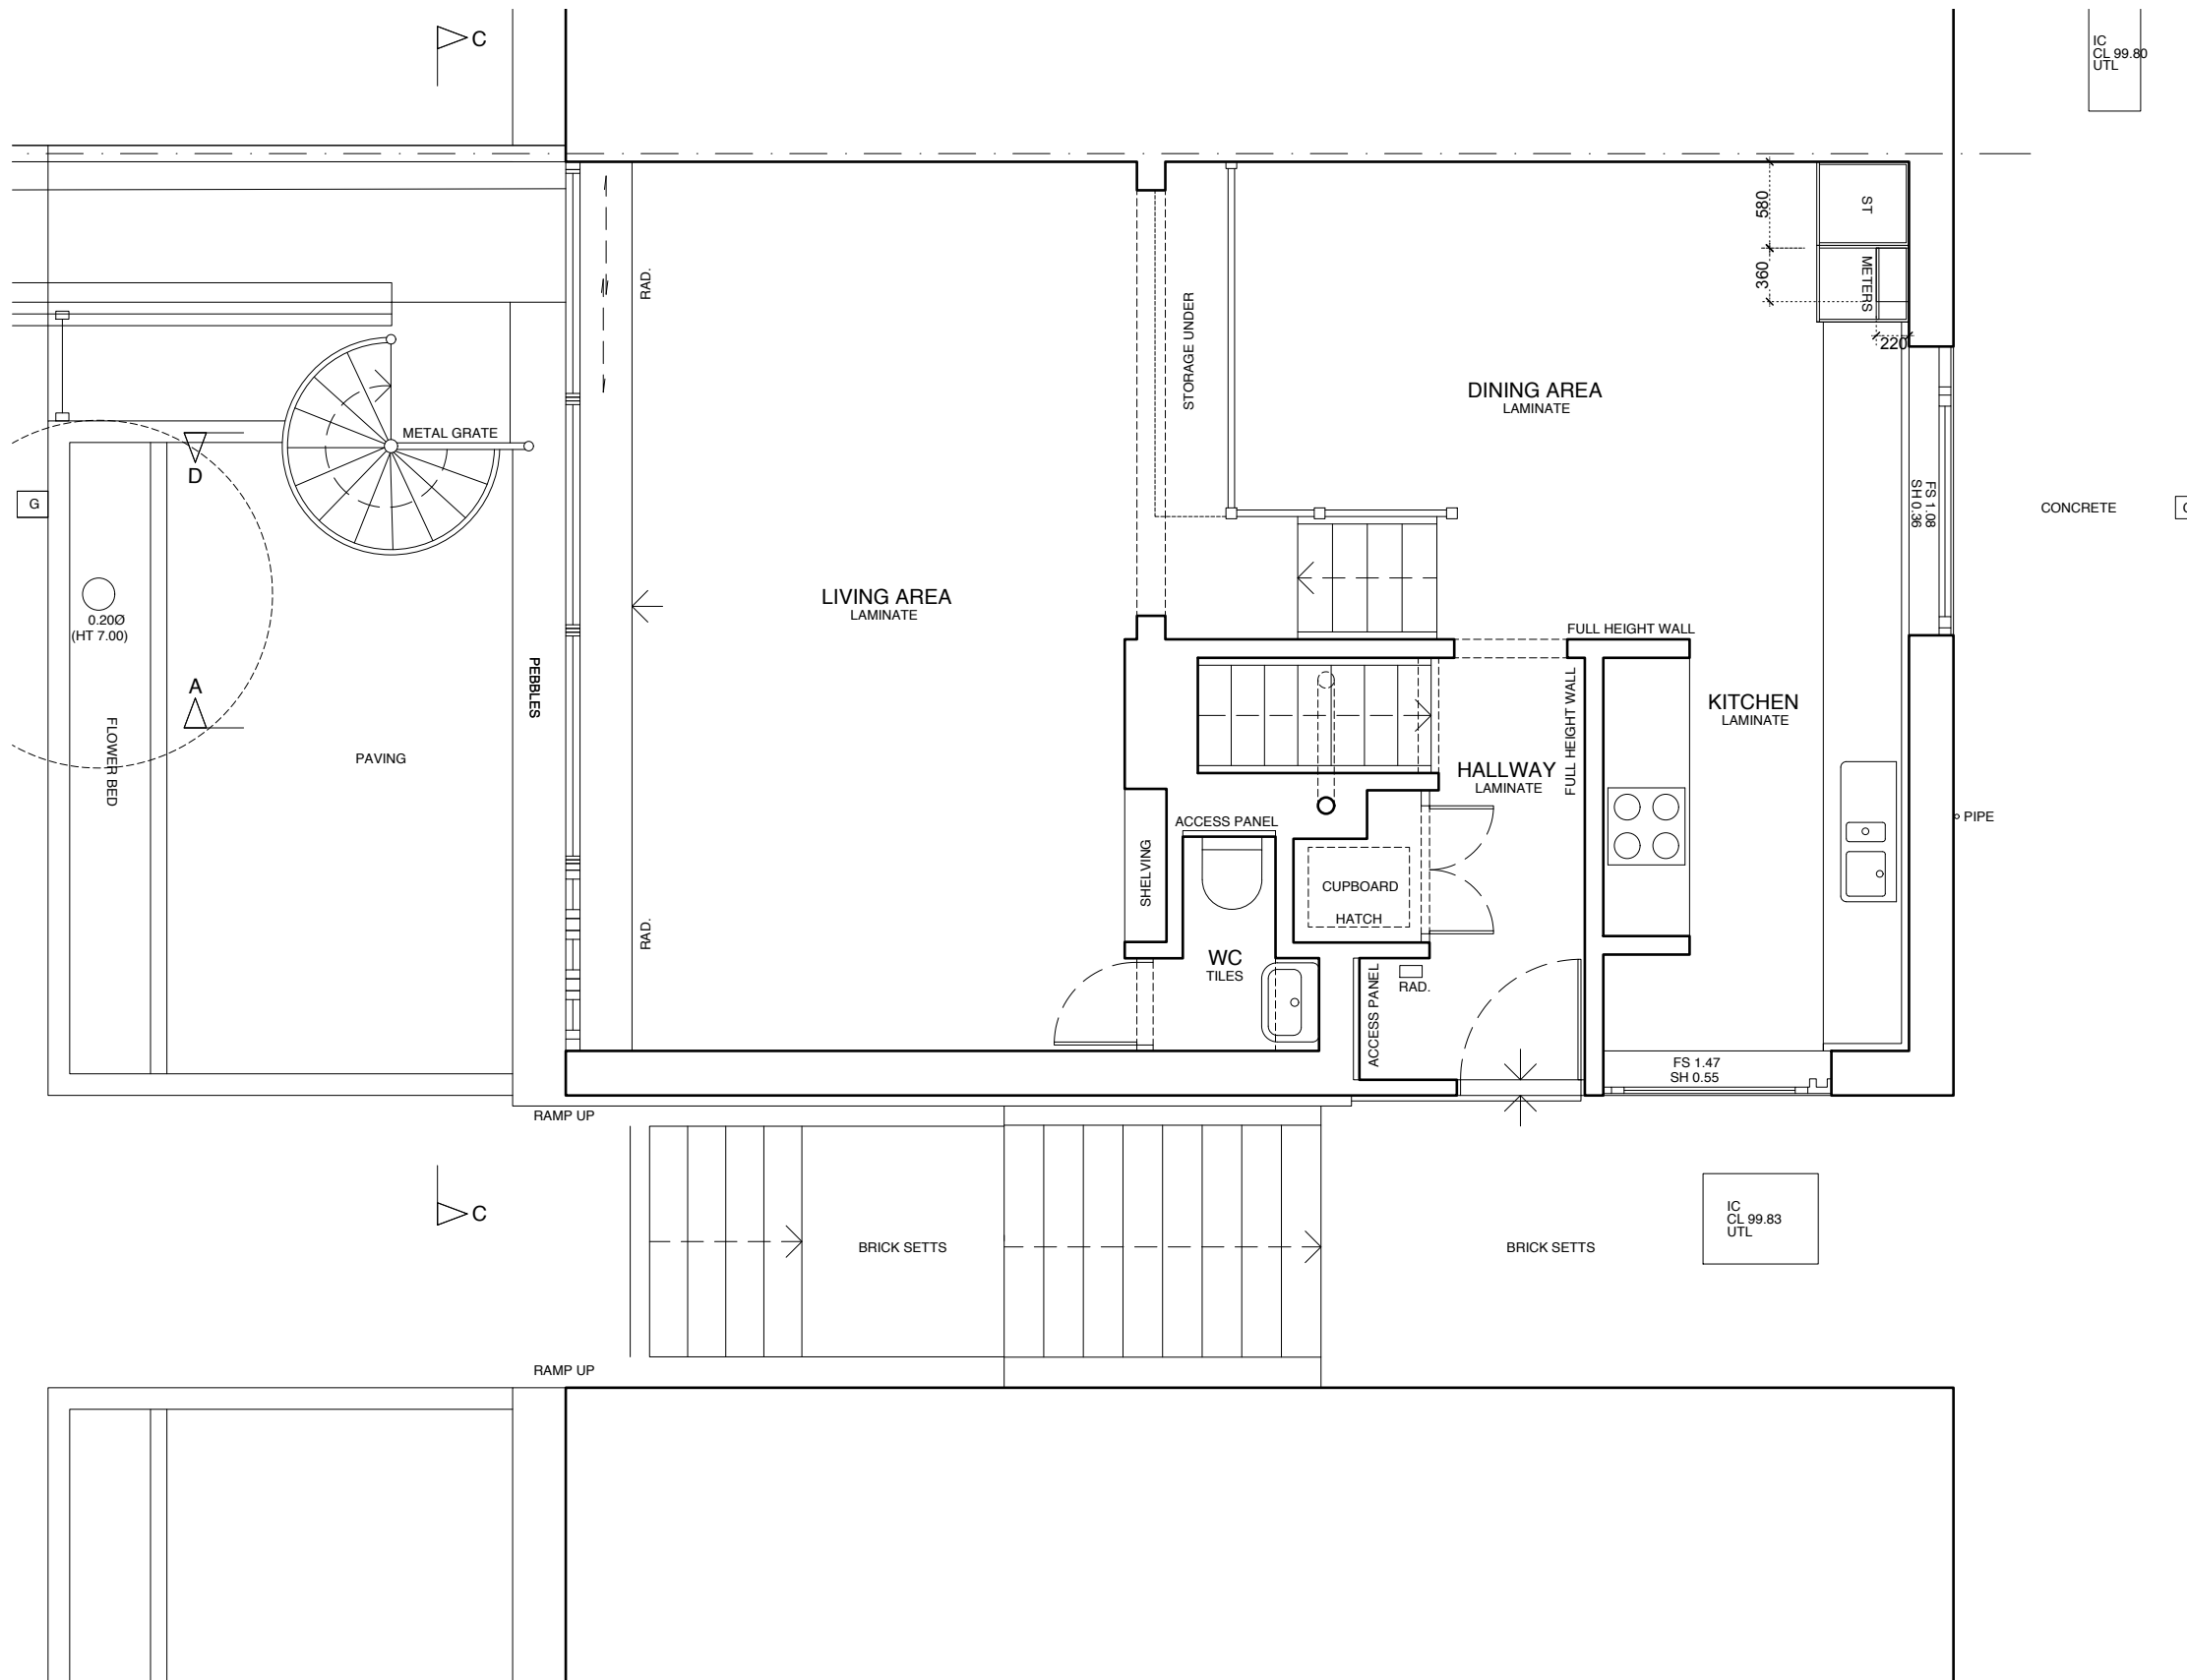 C
IC
CL 99.80
UTL
580
ST
360
METERS
220
RAD.
STORAGE UNDER
DINING AREA
LAMINATE
METAL GRATE
D
G
FS 1.08
SH 0.36
CONCRETE
0.20Ø
(HT 7.00)
LIVING AREA
LAMINATE
FULL HEIGHT WALL
PEBBLES
A
FLOWER BED
PAVING
KITCHEN
LAMINATE
FULL HEIGHT WALL
HALLWAY
LAMINATE
ACCESS PANEL
PIPE
SHELVING
CUPBOARD
HATCH
RAD.
WC
TILES
ACCESS PANEL
RAD.
FS 1.47
SH 0.55
RAMP UP
C
BRICK SETTS
BRICK SETTS
IC
CL 99.83
UTL
RAMP UP